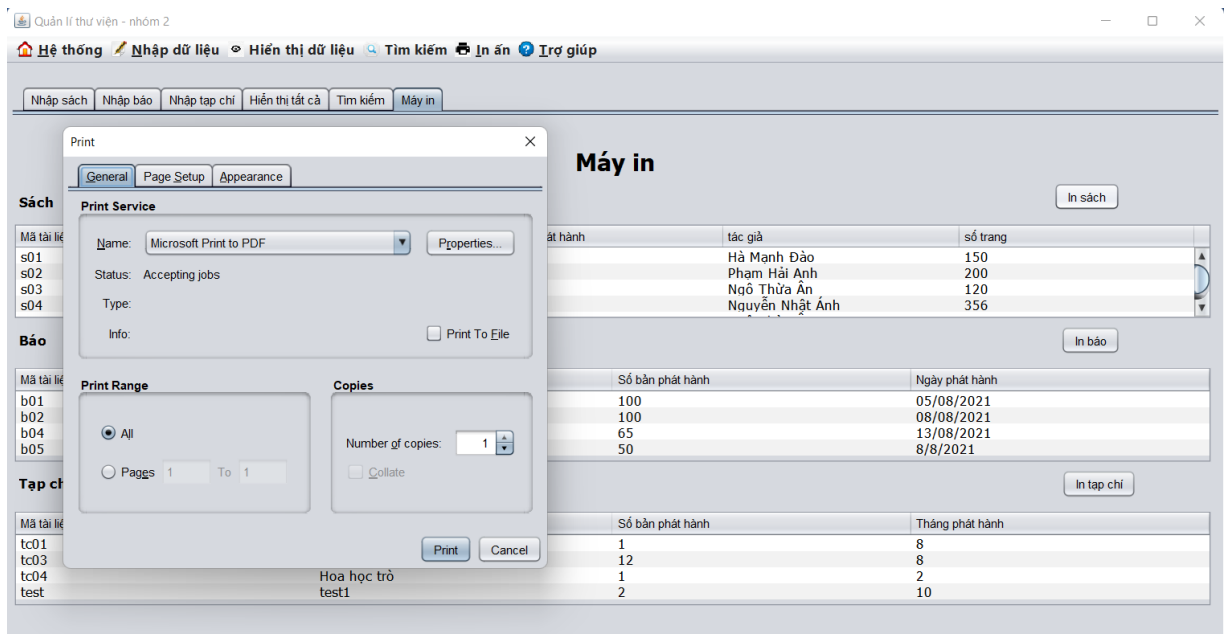 Quản lí thư viện - nhóm 2
Hệ thống Nhập dữ liệu Hiển thị dữ liệu Tìm kiếm In ấn Trợ giúp
Nhập sách Nhập báo Nhập tạp chí Hiển thị tất cả Tìm kiếm Máy in
Print
General Page Setup Appearance
Print Service
Name: Microsoft Print to PDF Properties...
Status: Accepting jobs
Type:
Info: Print To File
Print Range
All
Pages 1 To 1
Copies
Number of copies: 1
Collate
Print Cancel
Máy in
Sách In sách
Mã tài tác giả số trang
s01 Hà Mạnh Đào 150
s02 Phạm Hải Anh 200
s03 Ngô Thừa Ân 120
s04 Nguyễn Nhật Ánh 356
Báo In báo
Mã tài Số bản phát hành Ngày phát hành
b01 100 05/08/2021
b02 100 08/08/2021
b04 65 13/08/2021
b05 50 8/8/2021
Tạp In tạp chí
Mã tài Số bản phát hành Tháng phát hành
tc01 1 8
tc03 12 8
tc04 Hoa học trò 1 2
test test1 2 10